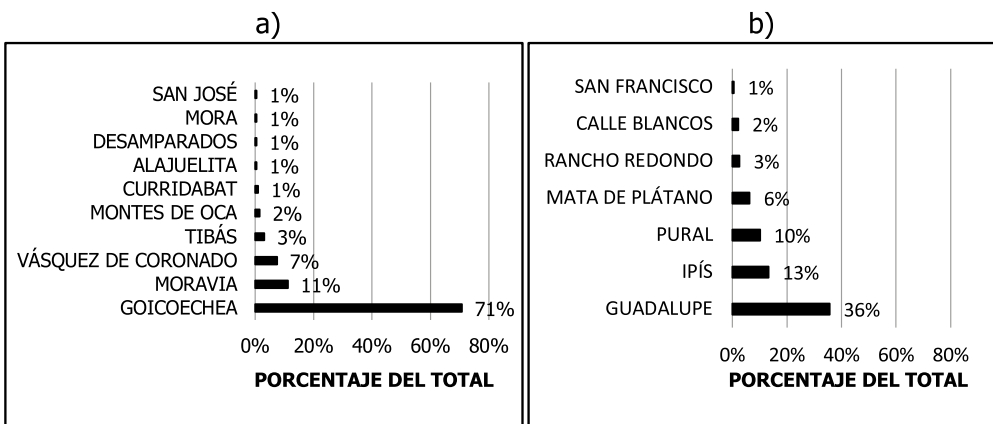 a)
SAN JOSÉ 1%
MORA 1%
DESAMPARADOS 1%
ALAJUELITA 1%
CURRIDABAT 1%
MONTES DE OCA 2%
TIBÁS 3%
VÁSQUEZ DE CORONADO 7%
MORAVIA 11%
GOICOECHEA 71%
0% 20% 40% 60% 80%
PORCENTAJE DEL TOTAL
b)
SAN FRANCISCO 1%
CALLE BLANCOS 2%
RANCHO REDONDO 3%
MATA DE PLÁTANO 6%
PURAL 10%
IPÍS 13%
GUADALUPE 36%
0% 20% 40% 60% 80%
PORCENTAJE DEL TOTAL